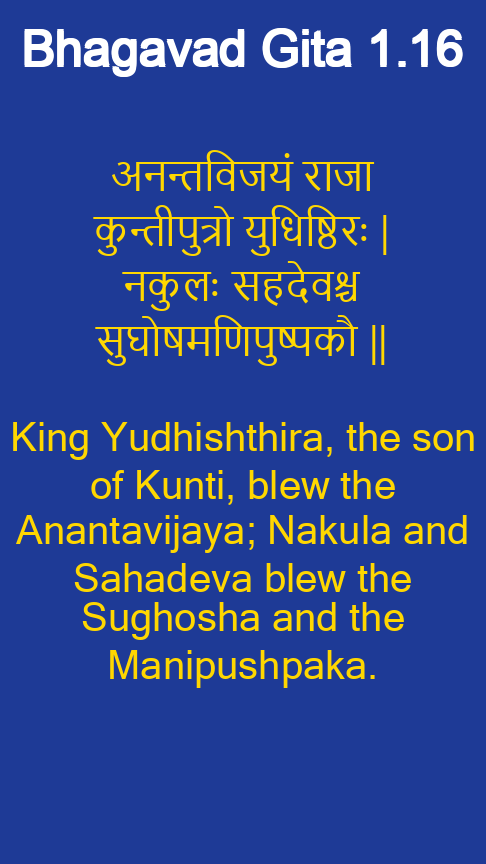 Bhagavad Gita 1.16
अनन्तविजयं राजा
कुन्तीपुत्रो युधिष्ठिरः |
नकुलः सहदेवश्च
सुघोषमणिपुष्पकौ ||
King Yudhishthira, the son
of Kunti, blew the
Anantavijaya; Nakula and
Sahadeva blew the
Sughosha and the
Manipushpaka.